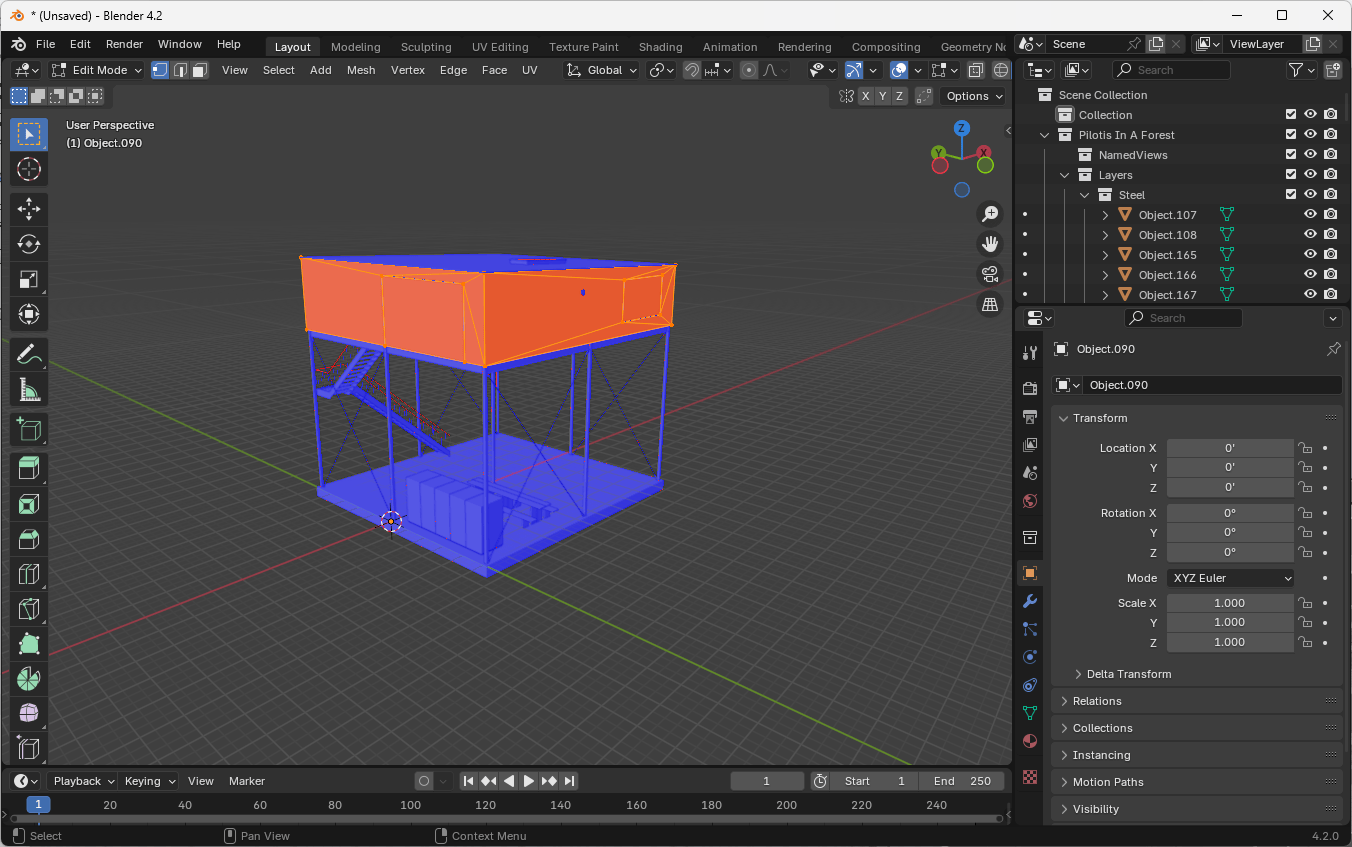 * (Unsaved) - Blender 4.2
File Edit Render Window Help Layout Modeling Sculpting UV Editing Texture Paint Shading Animation Rendering Compositing Geometry No Scene ViewLayer
Edit Mode View Select Add Mesh Vertex Edge Face UV Global Search
X Y Z Options
User Perspective
(1) Object.090
Z
Y X
Scene Collection
Collection
Pilotis In A Forest
NamedViews
Layers
Steel
Object.107
Object.108
Object.165
Object.166
Object.167
Search
Object.090
Object.090
Transform
Location X 0'
Y 0'
Z 0'
Rotation X 0°
Y 0°
Z 0°
Mode XYZ Euler
Scale X 1.000
Y 1.000
Z 1.000
Delta Transform
Relations
Collections
Instancing
Motion Paths
Visibility
Playback Keying View Marker 1 Start 1 End 250
1 20 40 60 80 100 120 140 160 180 200 220 240
Select Pan View Context Menu 4.2.0